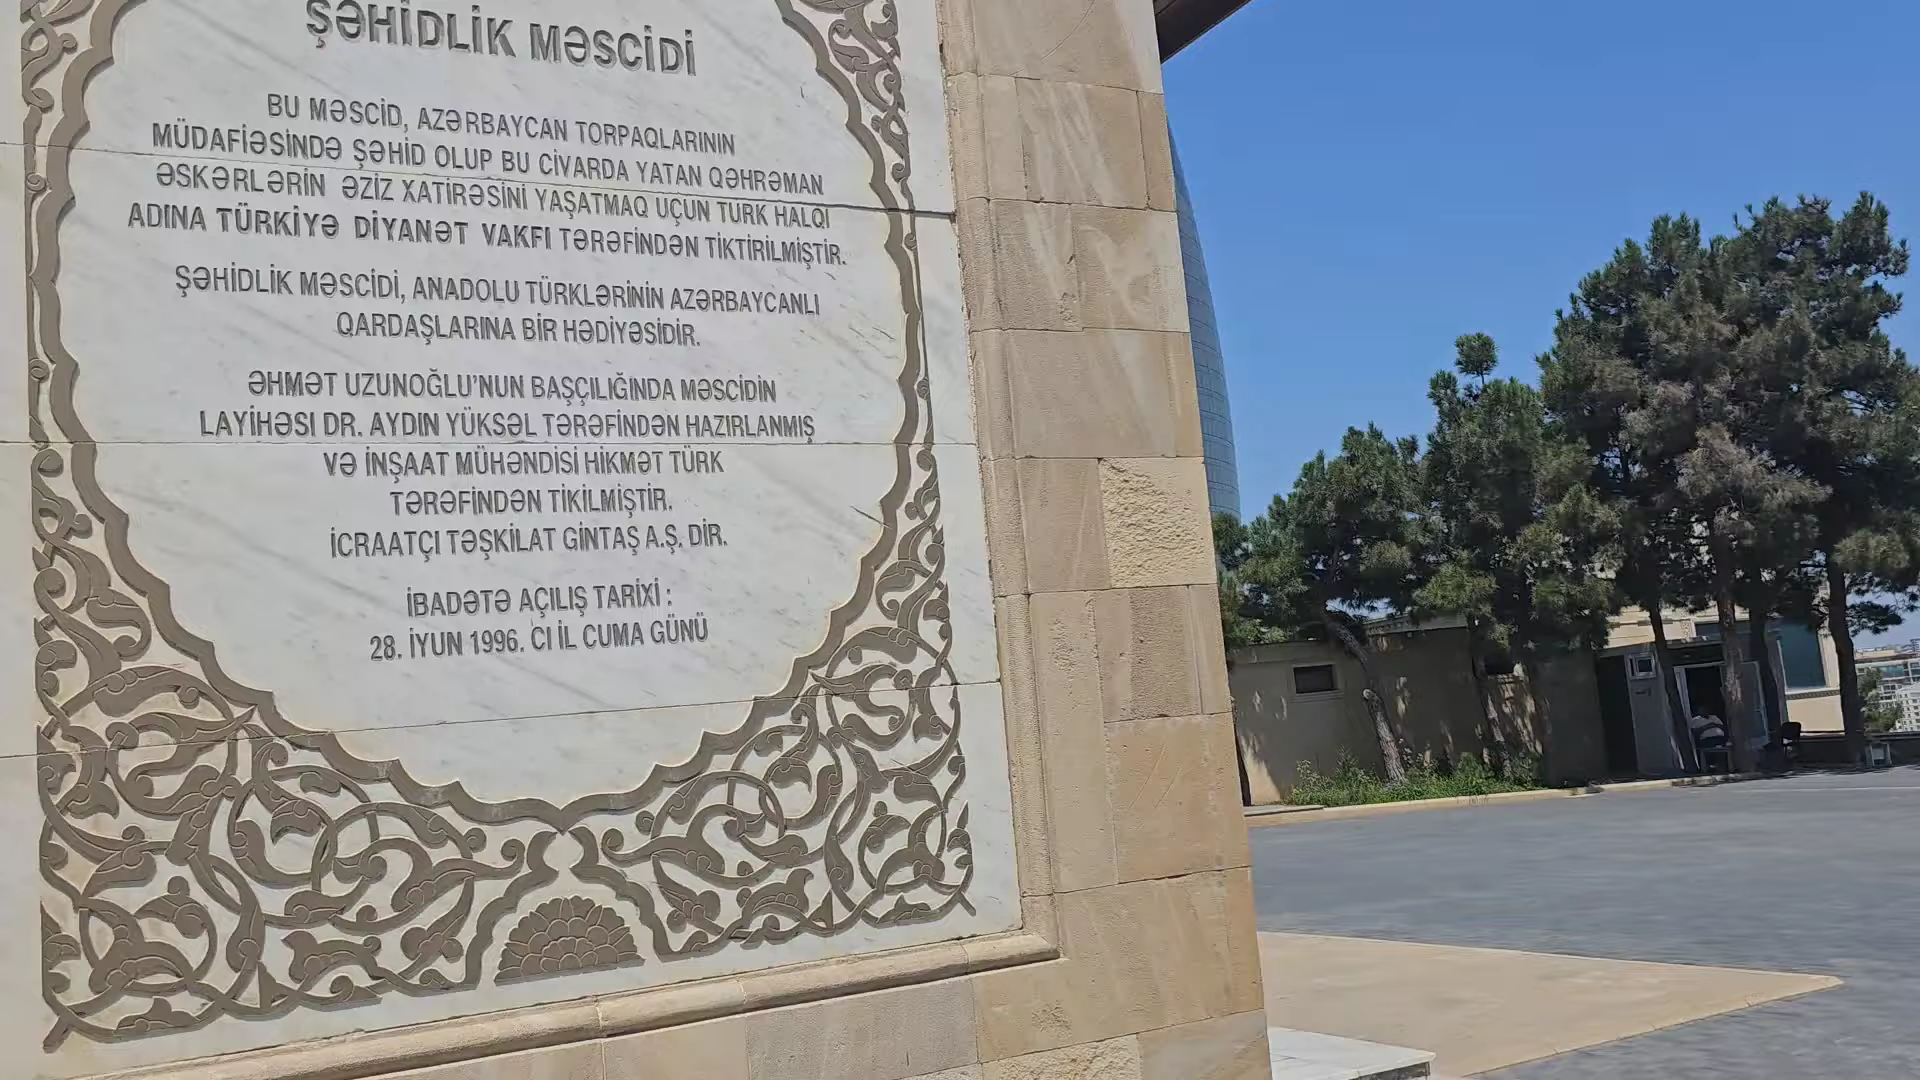 ŞƏHİDLİK MƏSCİDİ
BU MƏSCİD, AZƏRBAYCAN TORPAQLARININ
MÜDAFİƏSİNDƏ ŞƏHİD OLUP BU CİVARDA YATAN QƏHRƏMAN
ƏSKƏRLƏRİN ƏZİZ XATİRƏSİNİ YAŞATMAQ UÇUN TURK HALQI
ADINA TÜRKİYƏ DİYANƏT VAKFI TƏRƏFİNDƏN TİKTİRİLMİŞTİR.
ŞƏHİDLİK MƏSCİDİ, ANADOLU TÜRKLƏRİNİN AZƏRBAYCANLI
QARDAŞLARINA BİR HƏDİYƏSİDİR.
ƏHMƏT UZUNOĞLU'NUN BAŞÇILIĞINDA MƏSCİDİN
LAYİHƏSI DR. AYDIN YÜKSƏL TƏRƏFİNDƏN HAZIRLANMIŞ
VƏ İNŞAAT MÜHƏNDİSİ HİKMƏT TÜRK
TƏRƏFİNDƏN TİKİLMİŞTİR.
İCRAATÇI TƏŞKİLAT GİNTAŞ A.Ş. DİR.
İBADƏTƏ AÇILIŞ TARİXİ :
28. İYUN 1996. CI İL CUMA GÜNÜ